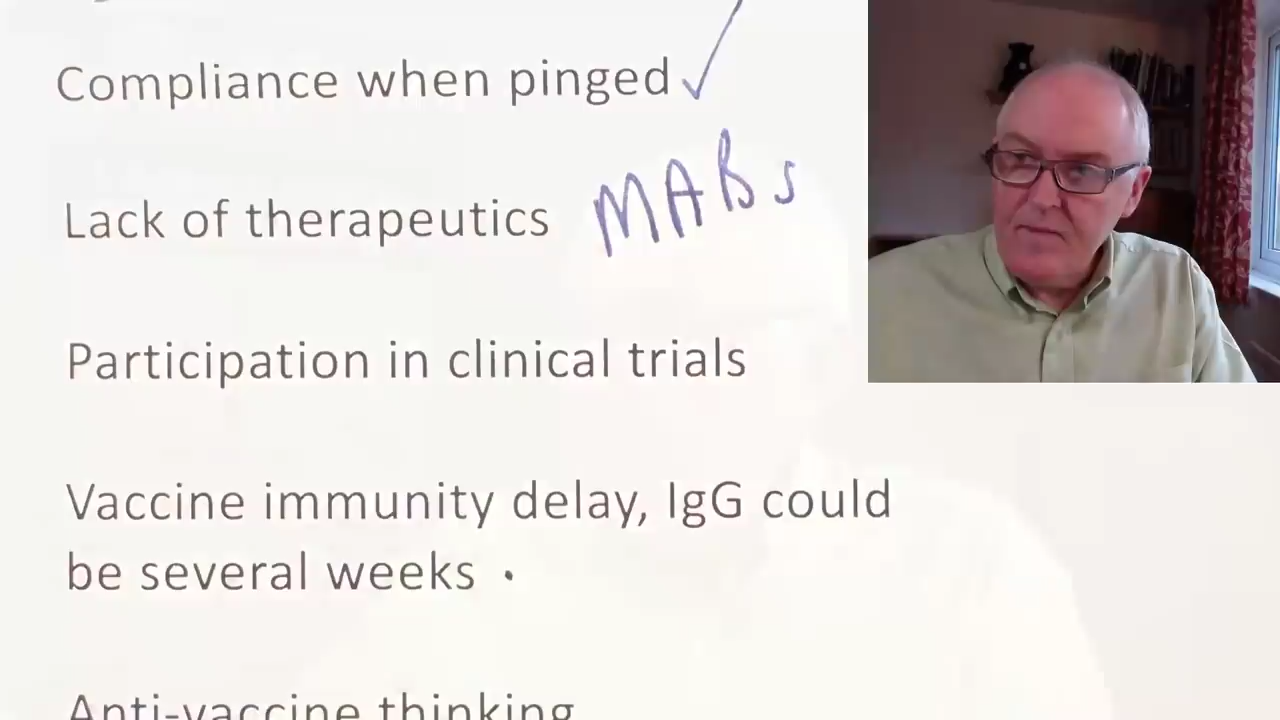 Compliance when pinged ✓
Lack of therapeutics MABs
Participation in clinical trials
Vaccine immunity delay, IgG could
be several weeks
Anti-vaccine thinking